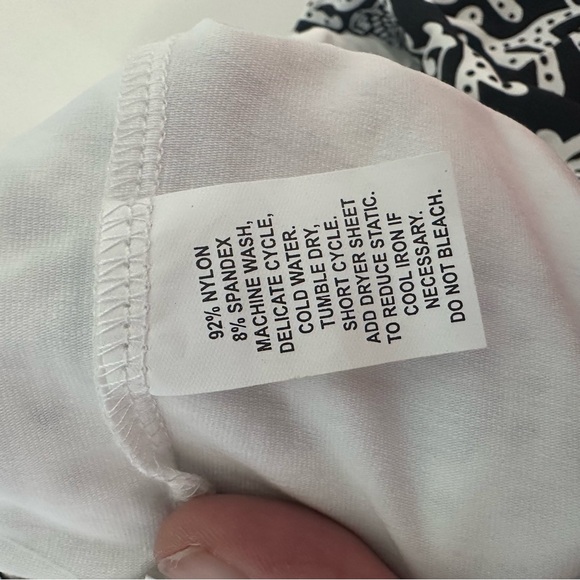 92% NYLON
8% SPANDEX
MACHINE WASH,
DELICATE CYCLE,
COLD WATER.
TUMBLE DRY,
SHORT CYCLE.
ADD DRYER SHEET
TO REDUCE STATIC.
COOL IRON IF
NECESSARY.
DO NOT BLEACH.